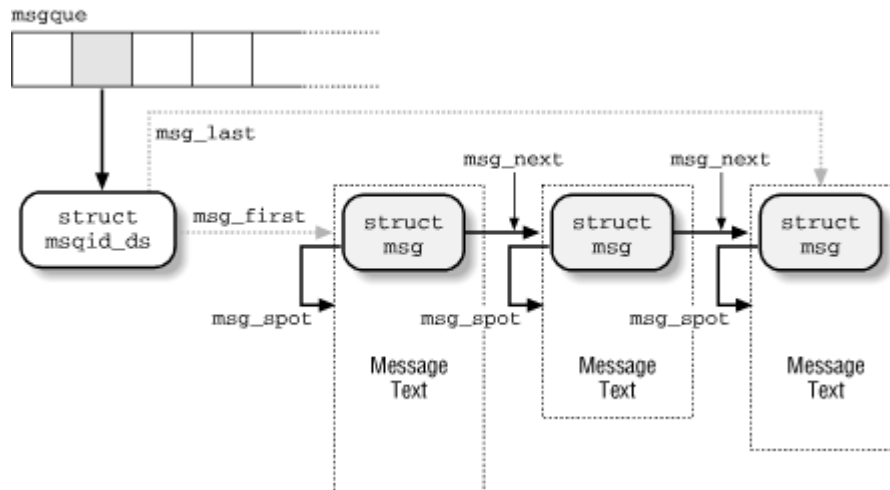 msgque
msg_last
msg_next
msg_next
struct
msqid_ds
msg_first
struct
msg
struct
msg
struct
msg
msg_spot
msg_spot
msg_spot
Message
Text
Message
Text
Message
Text